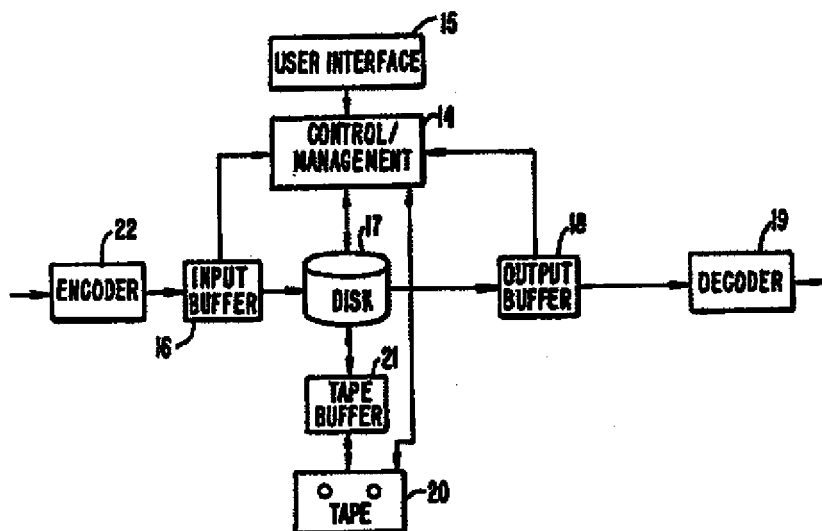 15
USER INTERFACE
14
CONTROL/
MANAGEMENT
22
ENCODER
INPUT
BUFFER
16
17
DISK
18
OUTPUT
BUFFER
19
DECODER
21
TAPE
BUFFER
TAPE
20